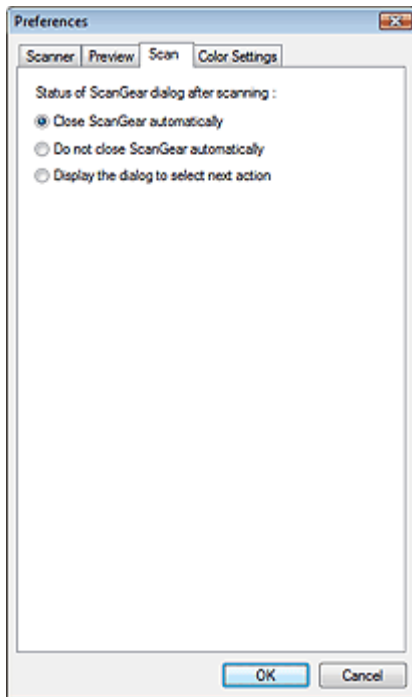 Preferences
Scanner Preview Scan Color Settings
Status of ScanGear dialog after scanning :
Close ScanGear automatically
Do not close ScanGear automatically
Display the dialog to select next action
OK Cancel